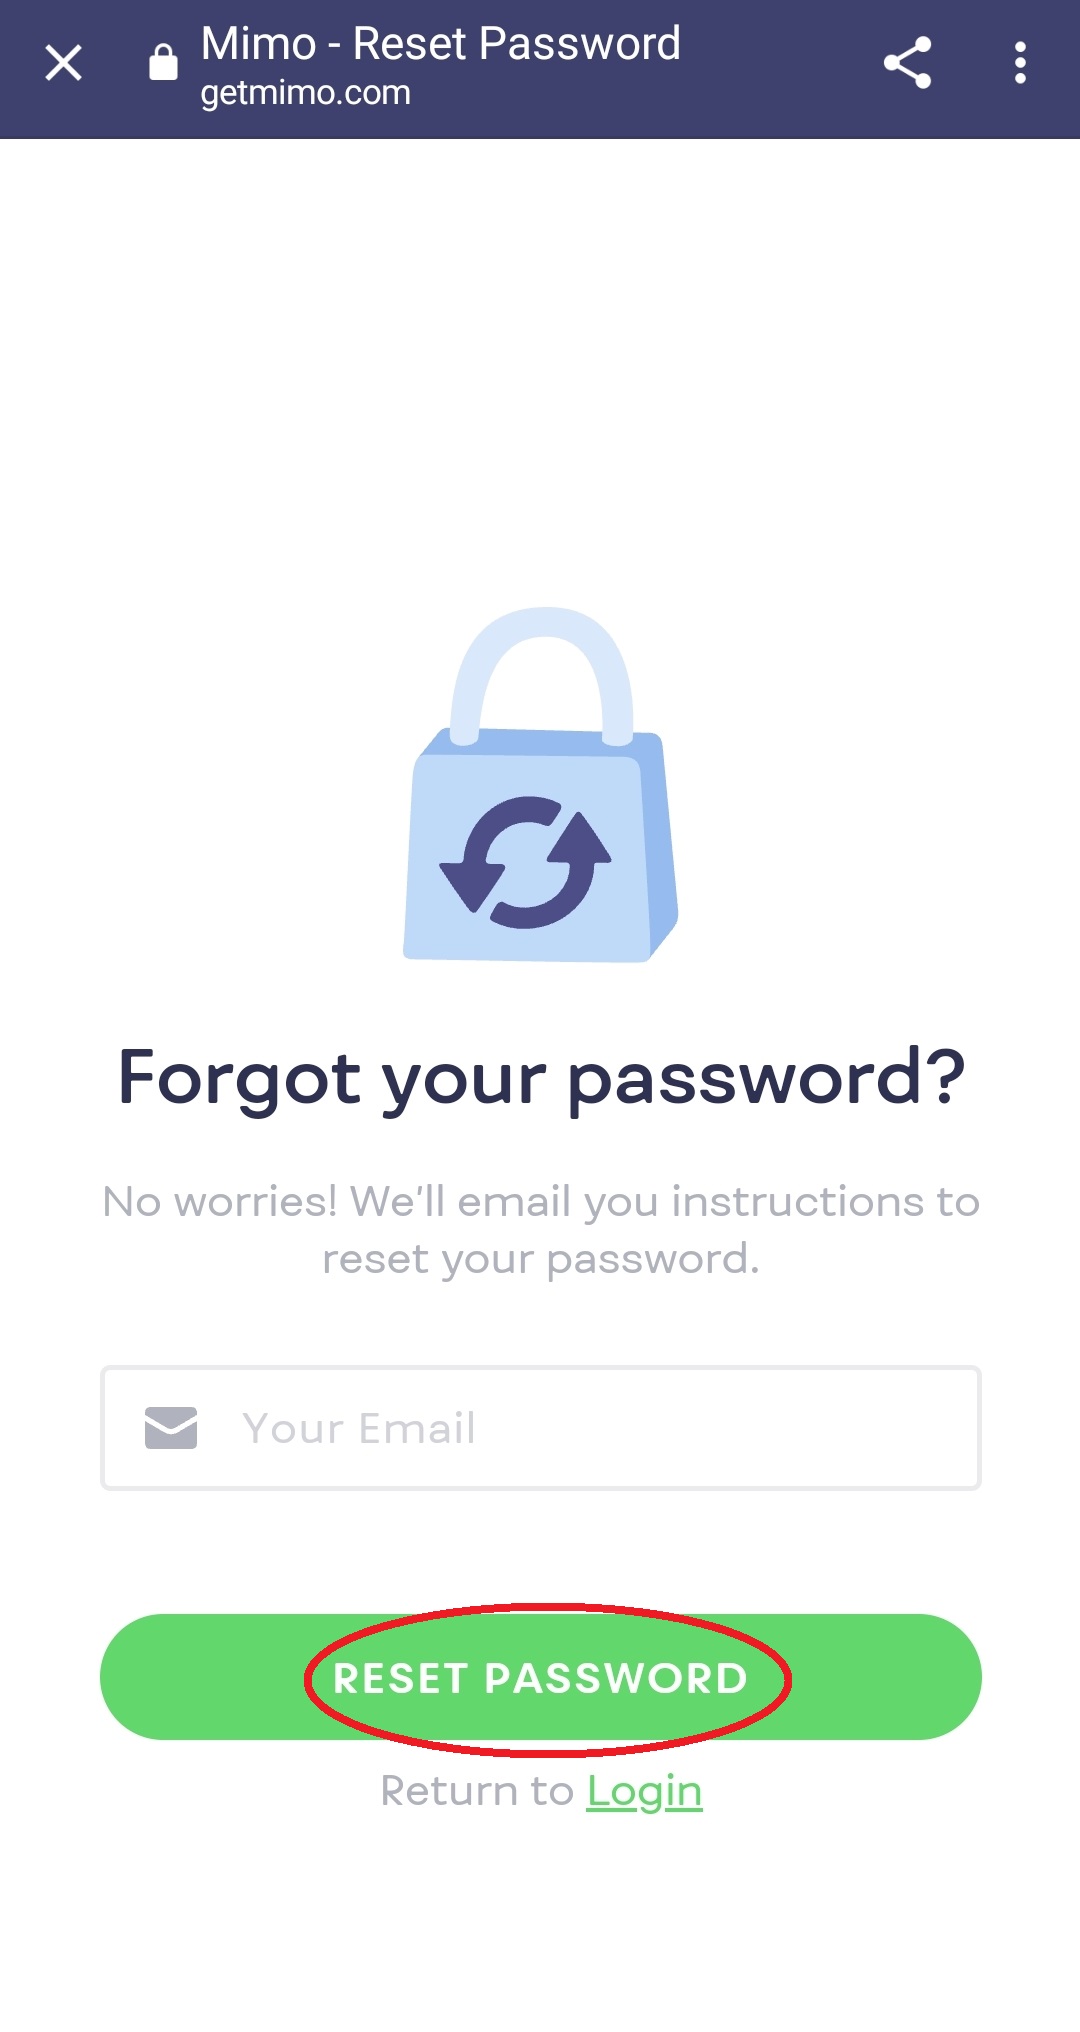 Mimo - Reset Password
getmimo.com
Forgot your password?
No worries! We'll email you instructions to
reset your password.
Your Email
RESET PASSWORD
Return to Login